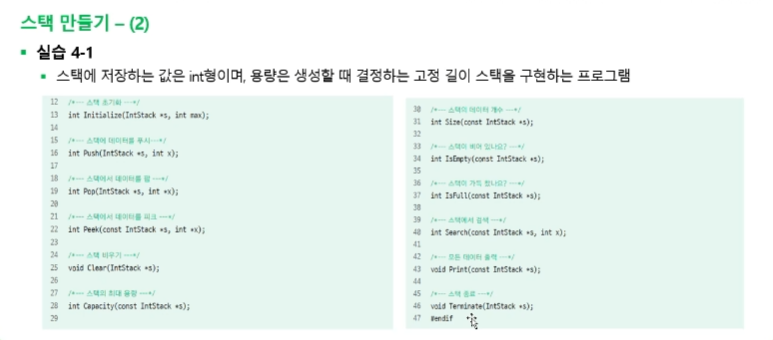 스택 만들기 – (2)
▪ 실습 4-1
▪ 스택에 저장하는 값은 int형이며, 용량은 생성할 때 결정하는 고정 길이 스택을 구현하는 프로그램
12 /*--- 스택 초기화 ---*/
13 int Initialize(IntStack *s, int max);
14
15 /*--- 스택에 데이터를 푸시---*/
16 int Push(IntStack *s, int x);
17
18 /*--- 스택에서 데이터를 팝 ---*/
19 int Pop(IntStack *s, int *x);
20
21 /*--- 스택에서 데이터를 피크 ---*/
22 int Peek(const IntStack *s, int *x);
23
24 /*--- 스택 비우기 ---*/
25 void Clear(IntStack *s);
26
27 /*--- 스택의 최대 용량 ---*/
28 int Capacity(const IntStack *s);
29
30 /*--- 스택의 데이터 개수 ---*/
31 int Size(const IntStack *s);
32
33 /*--- 스택이 비어 있나요? ---*/
34 int IsEmpty(const IntStack *s);
35
36 /*--- 스택이 가득 찼나요? ---*/
37 int IsFull(const IntStack *s);
38
39 /*--- 스택에서 검색 ---*/
40 int Search(const IntStack *s, int x);
41
42 /*--- 모든 데이터 출력 ---*/
43 void Print(const IntStack *s);
44
45 /*--- 스택 종료 ---*/
46 void Terminate(IntStack *s);
47 #endif